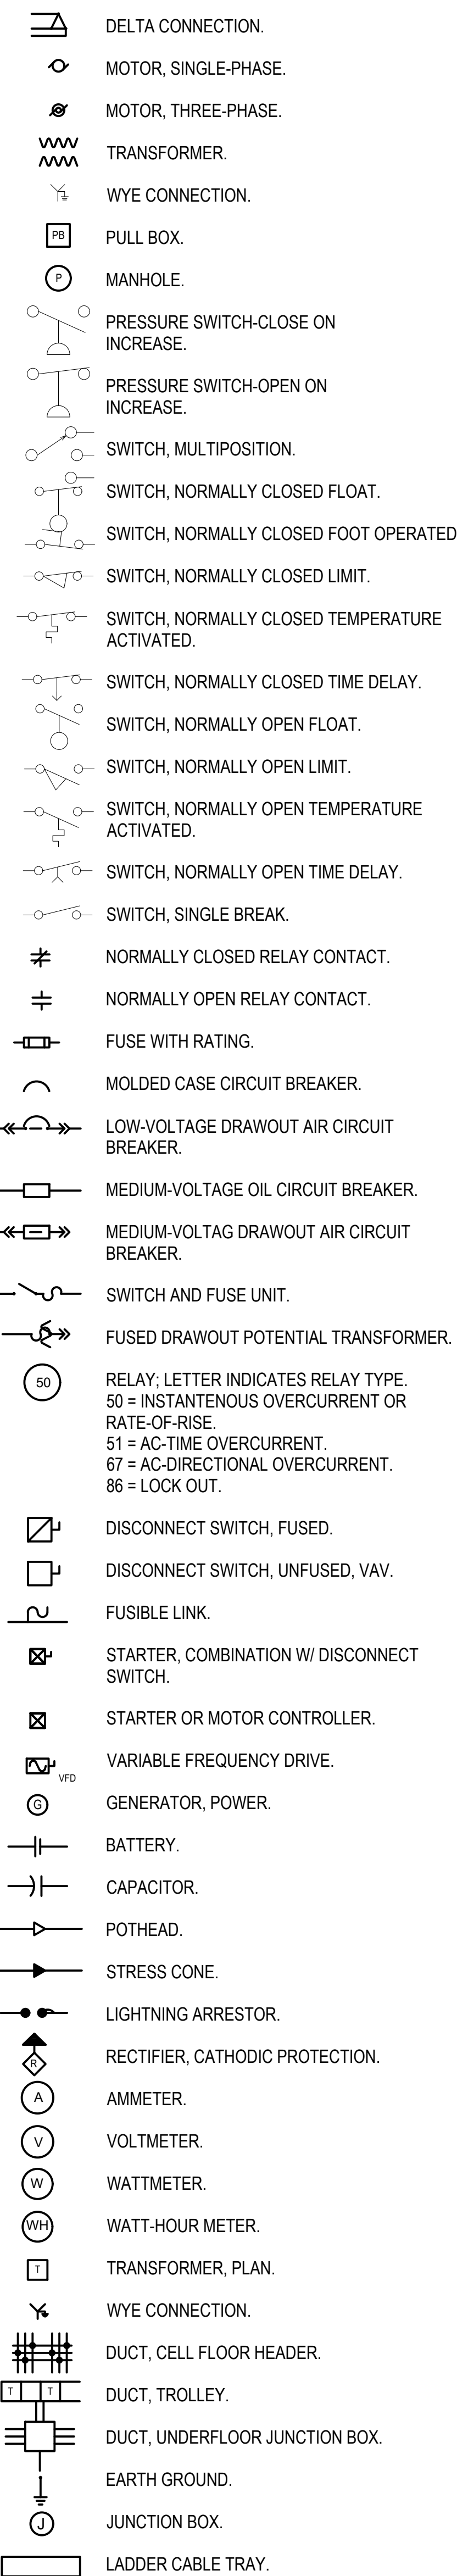 DELTA CONNECTION.
MOTOR, SINGLE-PHASE.
MOTOR, THREE-PHASE.
TRANSFORMER.
WYE CONNECTION.
PB PULL BOX.
P MANHOLE.
PRESSURE SWITCH-CLOSE ON
INCREASE.
PRESSURE SWITCH-OPEN ON
INCREASE.
SWITCH, MULTIPOSITION.
SWITCH, NORMALLY CLOSED FLOAT.
SWITCH, NORMALLY CLOSED FOOT OPERATED
SWITCH, NORMALLY CLOSED LIMIT.
SWITCH, NORMALLY CLOSED TEMPERATURE
ACTIVATED.
SWITCH, NORMALLY CLOSED TIME DELAY.
SWITCH, NORMALLY OPEN FLOAT.
SWITCH, NORMALLY OPEN LIMIT.
SWITCH, NORMALLY OPEN TEMPERATURE
ACTIVATED.
SWITCH, NORMALLY OPEN TIME DELAY.
SWITCH, SINGLE BREAK.
NORMALLY CLOSED RELAY CONTACT.
NORMALLY OPEN RELAY CONTACT.
FUSE WITH RATING.
MOLDED CASE CIRCUIT BREAKER.
LOW-VOLTAGE DRAWOUT AIR CIRCUIT
BREAKER.
MEDIUM-VOLTAGE OIL CIRCUIT BREAKER.
MEDIUM-VOLTAG DRAWOUT AIR CIRCUIT
BREAKER.
SWITCH AND FUSE UNIT.
FUSED DRAWOUT POTENTIAL TRANSFORMER.
50 RELAY; LETTER INDICATES RELAY TYPE.
50 = INSTANTENOUS OVERCURRENT OR
RATE-OF-RISE.
51 = AC-TIME OVERCURRENT.
67 = AC-DIRECTIONAL OVERCURRENT.
86 = LOCK OUT.
DISCONNECT SWITCH, FUSED.
DISCONNECT SWITCH, UNFUSED, VAV.
FUSIBLE LINK.
STARTER, COMBINATION W/ DISCONNECT
SWITCH.
STARTER OR MOTOR CONTROLLER.
VARIABLE FREQUENCY DRIVE.
VFD
G GENERATOR, POWER.
BATTERY.
CAPACITOR.
POTHEAD.
STRESS CONE.
LIGHTNING ARRESTOR.
R RECTIFIER, CATHODIC PROTECTION.
A AMMETER.
V VOLTMETER.
W WATTMETER.
WH WATT-HOUR METER.
T TRANSFORMER, PLAN.
WYE CONNECTION.
DUCT, CELL FLOOR HEADER.
T T DUCT, TROLLEY.
DUCT, UNDERFLOOR JUNCTION BOX.
EARTH GROUND.
J JUNCTION BOX.
LADDER CABLE TRAY.